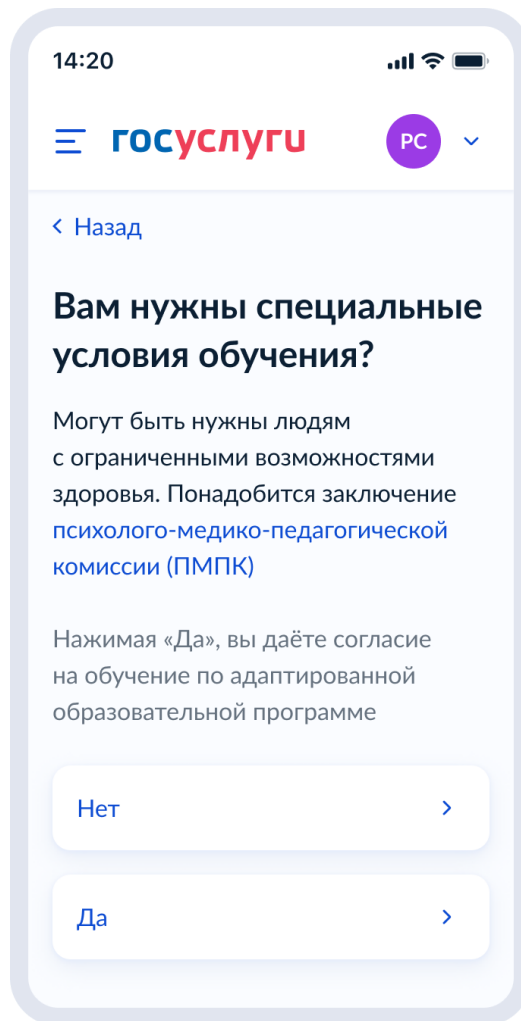 14:20
госуслуги
РС
Назад
Вам нужны специальные
условия обучения?
Могут быть нужны людям
с ограниченными возможностями
здоровья. Понадобится заключение
психолого-медико-педагогической
комиссии (ПМПК)
Нажимая «Да», вы даёте согласие
на обучение по адаптированной
образовательной программе
Нет
Да